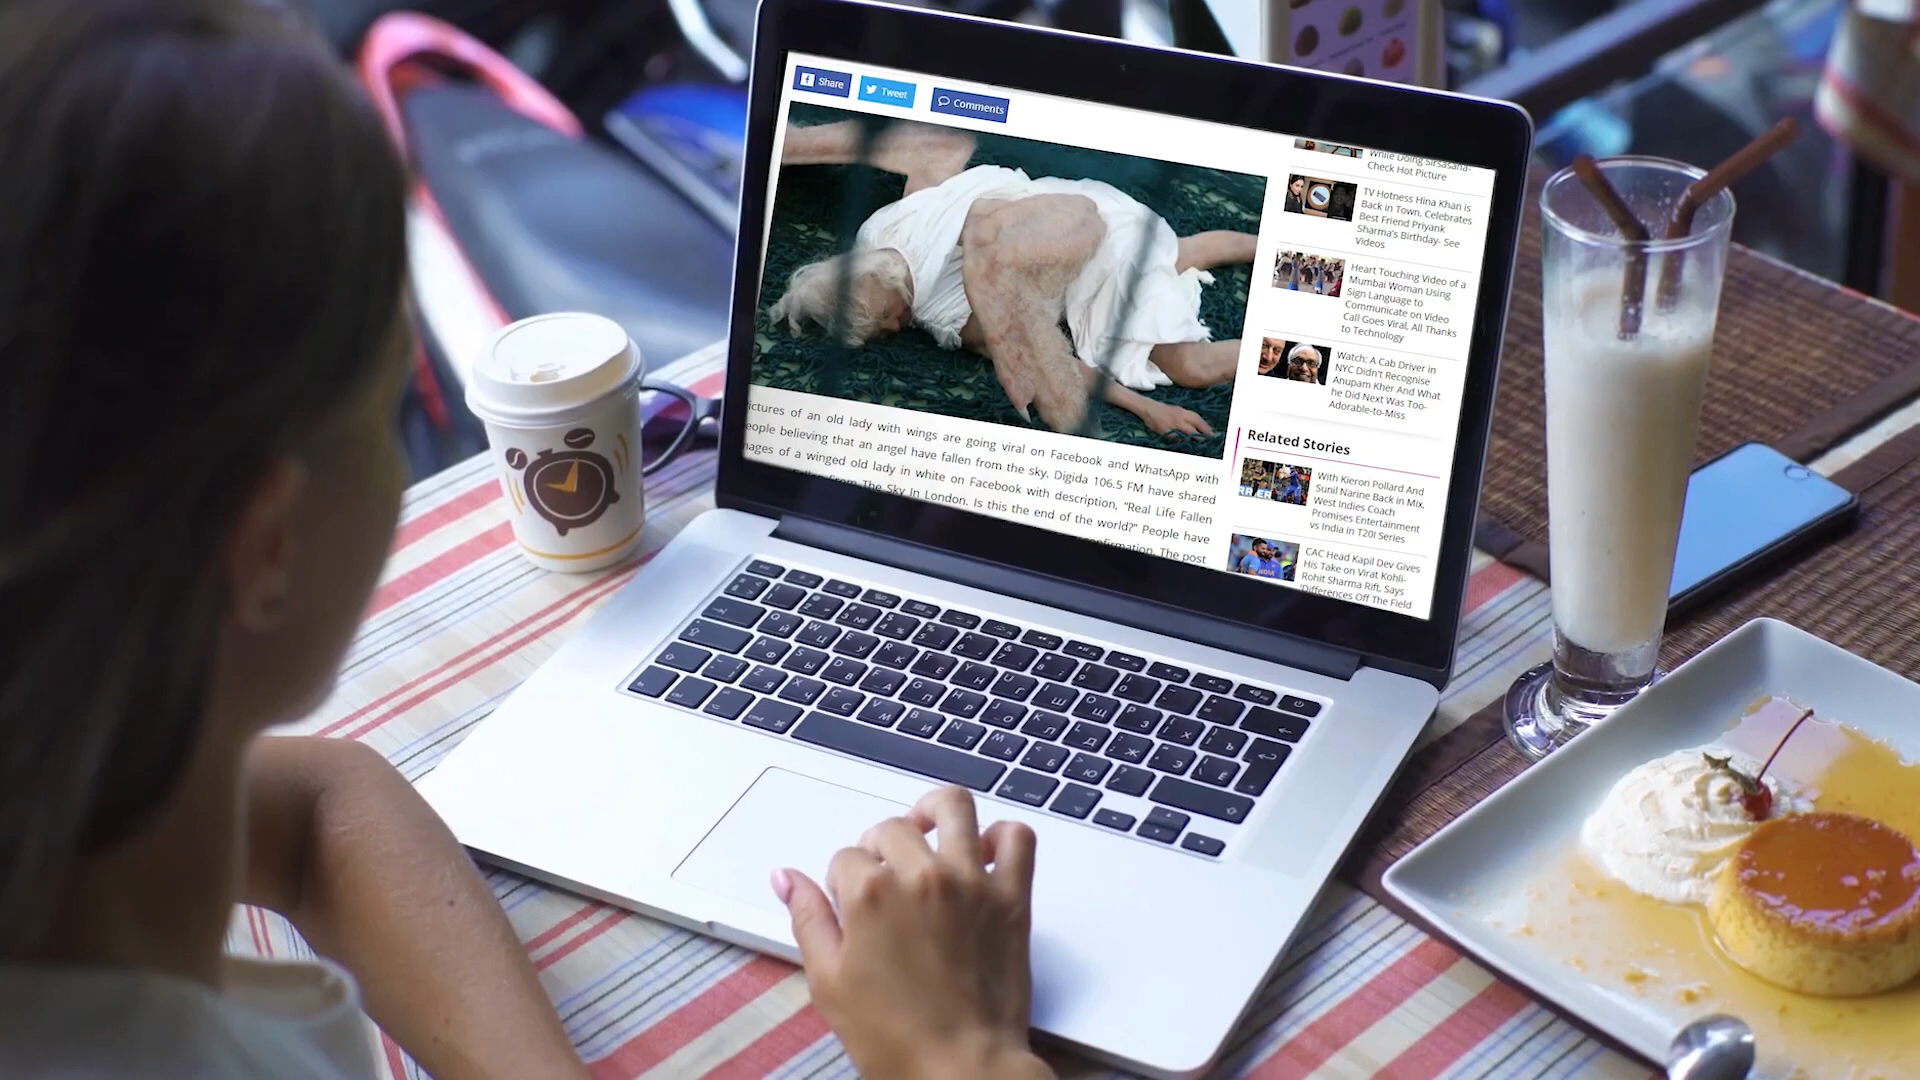 Share
Tweet
Comments
While Doing Sirsasana-
Check Hot Picture
TV Hotness Hina Khan is
Back in Town, Celebrates
Best Friend Priyank
Sharma's Birthday- See
Videos
Heart Touching Video of a
Mumbai Woman Using
Sign Language to
Communicate on Video
Call Goes Viral, All Thanks
to Technology
Watch: A Cab Driver in
NYC Didn't Recognise
Anupam Kher And What
he Did Next Was Too-
Adorable-to-Miss
Related Stories
With Kieron Pollard And
Sunil Narine Back in Mix,
West Indies Coach
Promises Entertainment
vs India in T20I Series
CAC Head Kapil Dev Gives
His Take on Virat Kohli-
Rohit Sharma Rift, Says
'Differences Off The Field
ictures of an old lady with wings are going viral on Facebook and WhatsApp with
eople believing that an angel have fallen from the sky. Digida 106.5 FM have shared
mages of a winged old lady in white on Facebook with description, "Real Life Fallen
From The Sky In London. Is this the end of the world?" People have
confirmation. The post